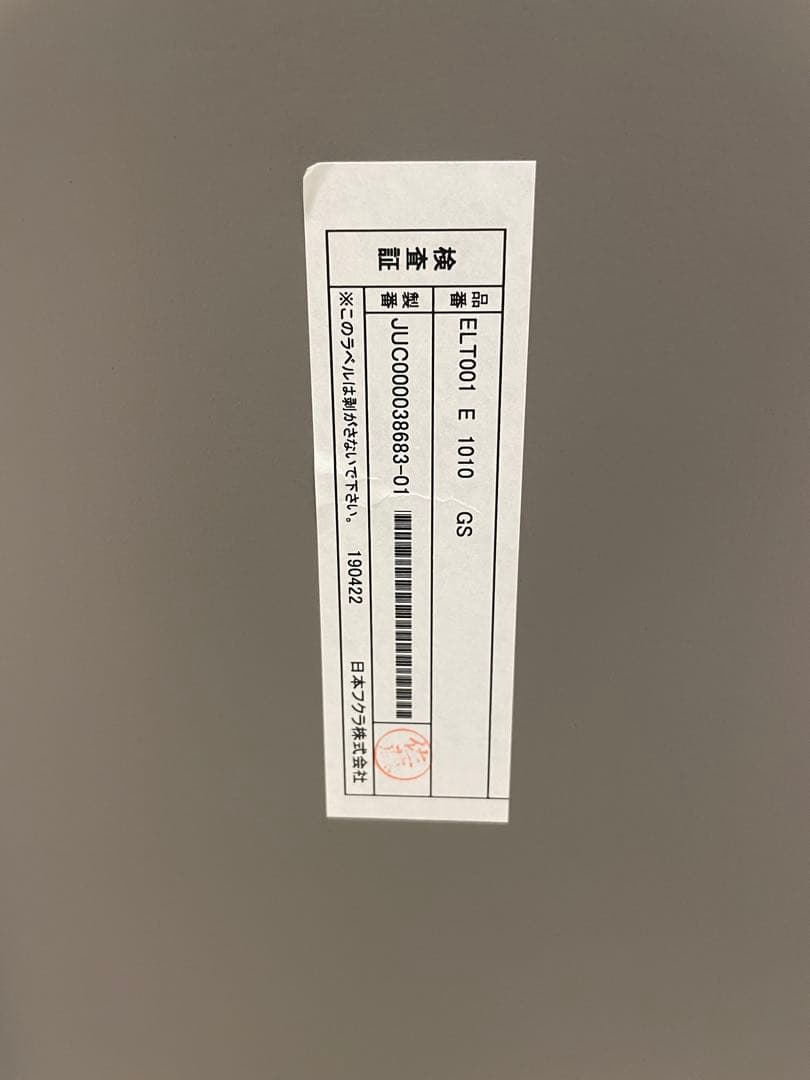 検査証
品番 ELT001 E 1010 GS
製番 JUC000038683-01
※このラベルは剥がさないで下さい。 190422 日本フクラ株式会社